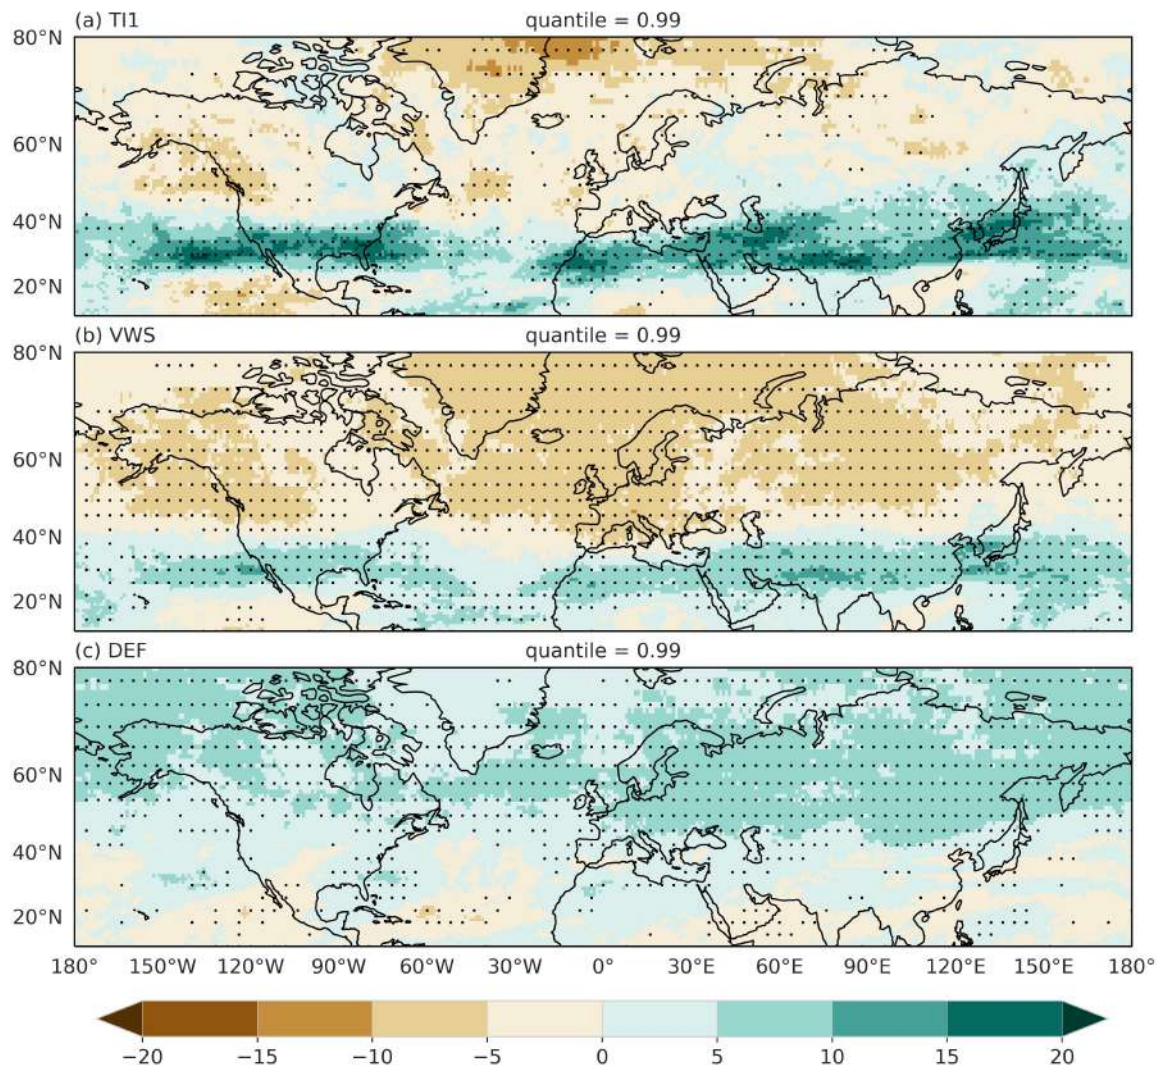 (a) TI1 quantile = 0.99
80°N
60°N
40°N
20°N
(b) VWS quantile = 0.99
80°N
60°N
40°N
20°N
(c) DEF quantile = 0.99
80°N
60°N
40°N
20°N
180° 150°W 120°W 90°W 60°W 30°W 0° 30°E 60°E 90°E 120°E 150°E 180°
−20 −15 −10 −5 0 5 10 15 20